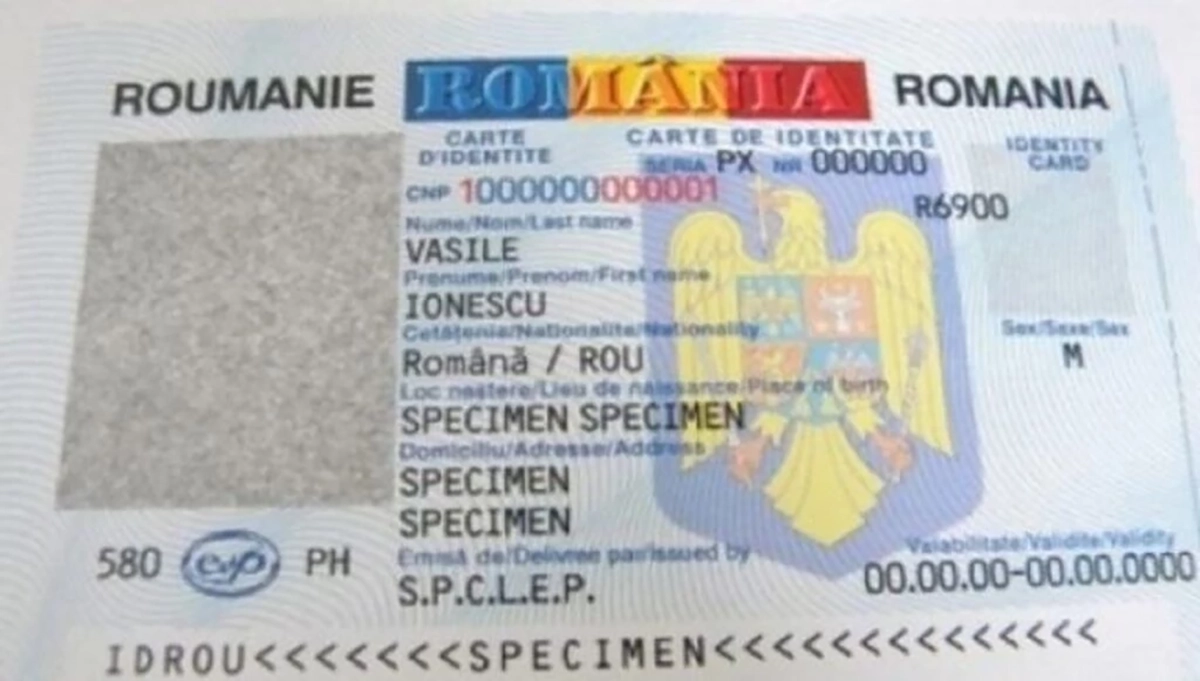 ROUMANIE ROMÂNIA ROMANIA
CARTE D'IDENTITE
CARTE DE IDENTITATE
IDENTITY CARD
SERIA PX NR 000000
CNP 1000000000001
R6900
Nume/Nom/Last name
VASILE
Prenume/Prenom/First name
IONESCU
Cetăţenie/Nationalite/Nationality
Română / ROU
Sex/Sexe/Sex
M
Loc nastere/Lieu de naissance/Place of birth
SPECIMEN SPECIMEN
Domiciliu/Adresse/Address
SPECIMEN
SPECIMEN
580 evp PH
Emisă de/Delivree par/Issued by
S.P.C.L.E.P.
Valabilitate/Validite/Validity
00.00.00-00.00.0000
IDROU<<<<<<<SPECIMEN<<<<<<<<<<<<<<<